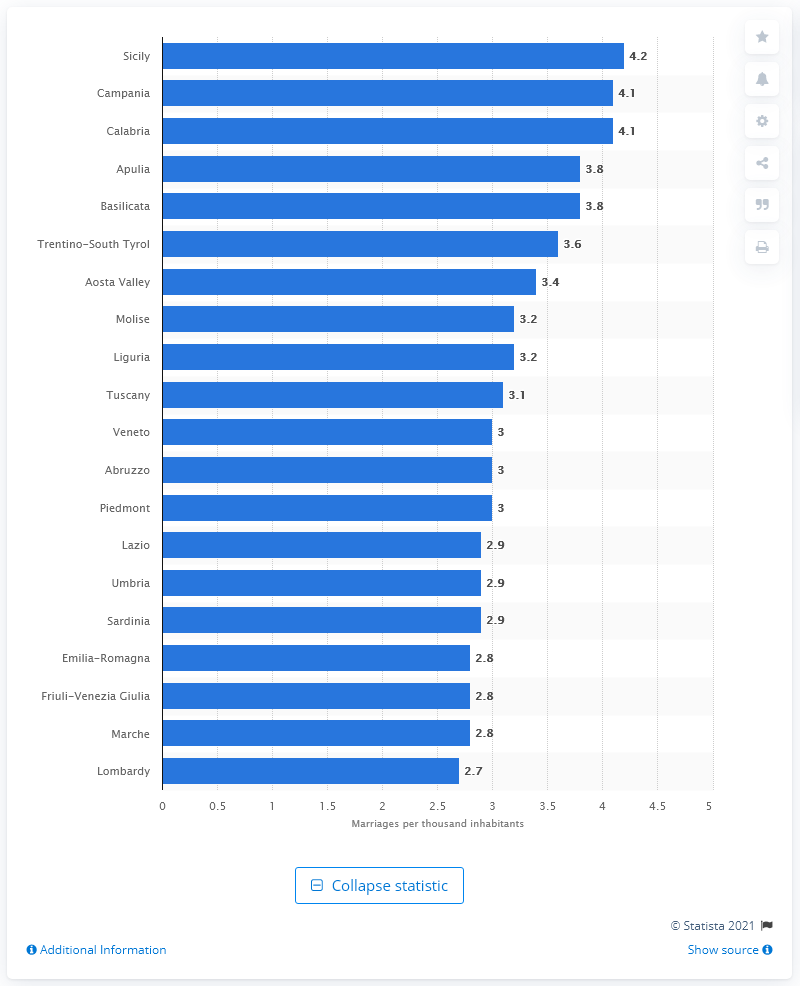 Sicily 4.2
Campania 4.1
Calabria 4.1
Apulia 3.8
Basilicata 3.8
Trentino-South Tyrol 3.6
Aosta Valley 3.4
Molise 3.2
Liguria 3.2
Tuscany 3.1
Veneto 3
Abruzzo 3
Piedmont 3
Lazio 2.9
Umbria 2.9
Sardinia 2.9
Emilia-Romagna 2.8
Friuli-Venezia Giulia 2.8
Marche 2.8
Lombardy 2.7
0 0.5 1 1.5 2 2.5 3 3.5 4 4.5 5
Marriages per thousand inhabitants
Collapse statistic
© Statista 2021
Additional Information
Show source